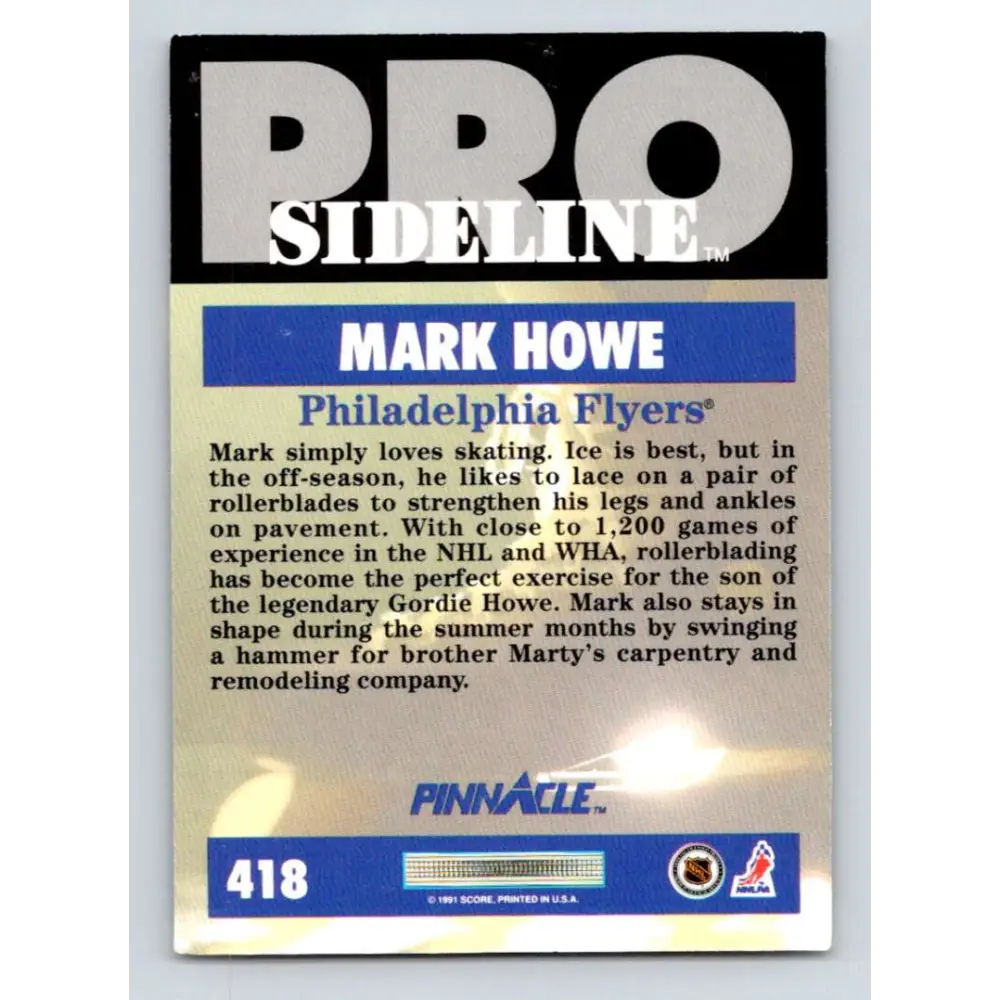 PRO
SIDELINE™
MARK HOWE
Philadelphia Flyers®
Mark simply loves skating. Ice is best, but in
the off-season, he likes to lace on a pair of
rollerblades to strengthen his legs and ankles
on pavement. With close to 1,200 games of
experience in the NHL and WHA, rollerblading
has become the perfect exercise for the son of
the legendary Gordie Howe. Mark also stays in
shape during the summer months by swinging
a hammer for brother Marty's carpentry and
remodeling company.
PINNACLE™
418
© 1991 SCORE, PRINTED IN U.S.A.
NHL
NHLPA